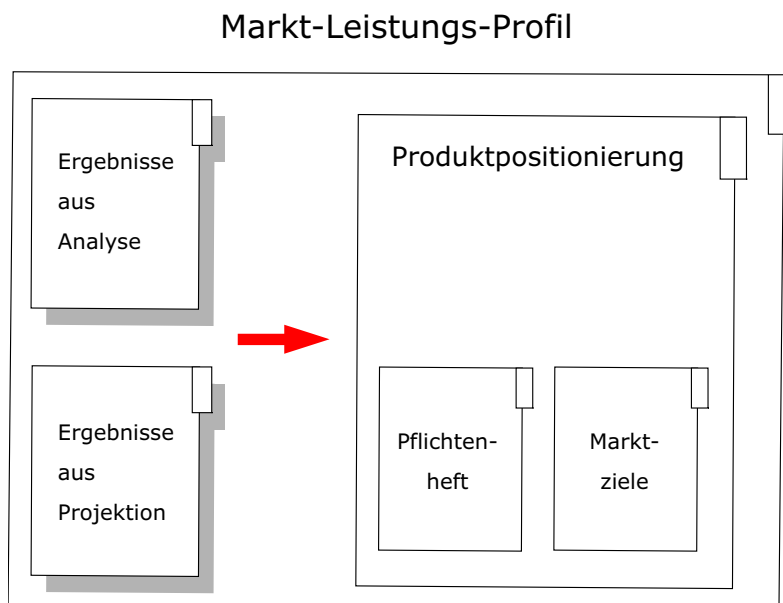 Markt-Leistungs-Profil
Ergebnisse
aus
Analyse
Ergebnisse
aus
Projektion
Produktpositionierung
Pflichten-
heft
Markt-
ziele